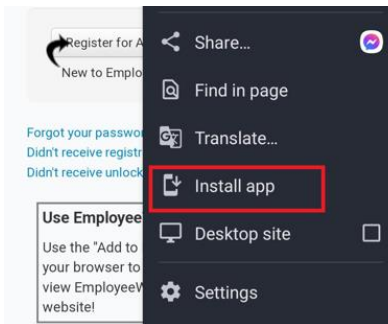 Register for A
New to Emplo
Forgot your passwo
Didn't receive registr
Didn't receive unlock
Use Employee
Use the "Add to
your browser to
view EmployeeW
website!
Share...
Find in page
Translate...
Install app
Desktop site
Settings